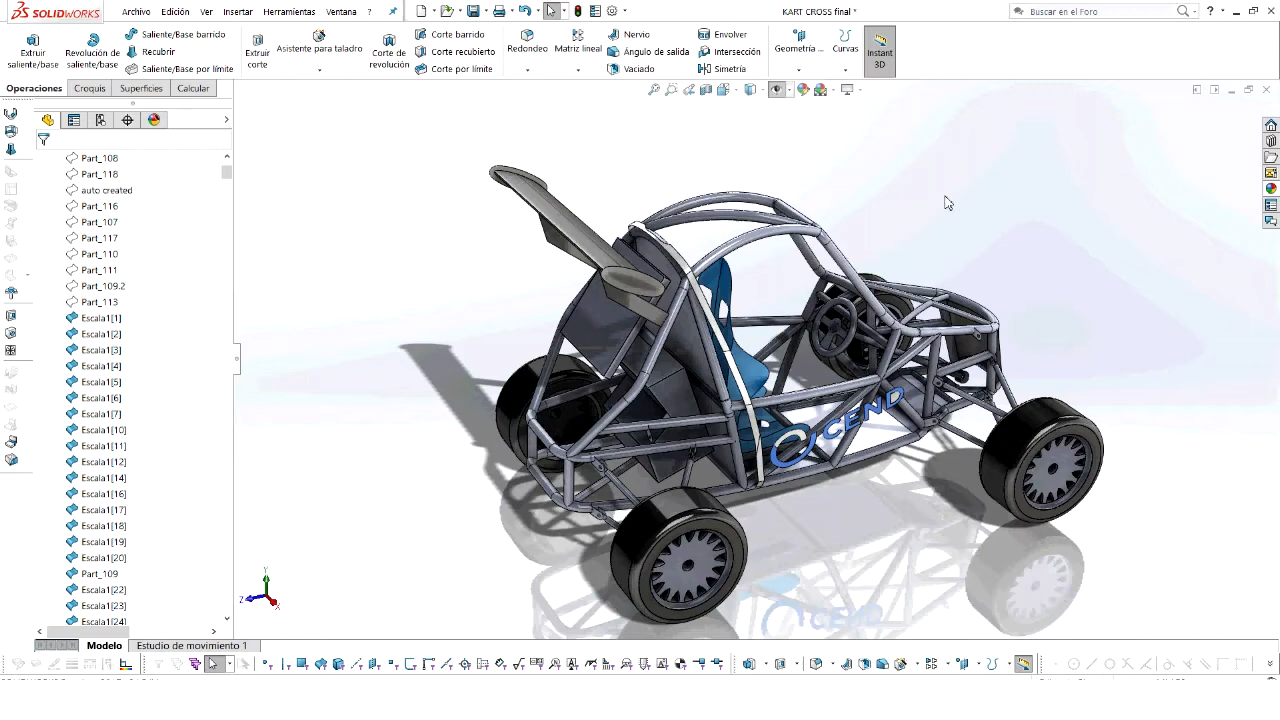 SOLIDWORKS Archivo Edición Ver Insertar Herramientas Ventana ? KART CROSS final * Buscar en el Foro ?
Extruir saliente/base
Revolución de saliente/base
Saliente/Base barrido
Recubrir
Saliente/Base por límite
Extruir corte
Asistente para taladro
Corte de revolución
Corte barrido
Corte recubierto
Corte por límite
Redondeo
Matriz lineal
Nervio
Ángulo de salida
Vaciado
Envolver
Intersección
Simetría
Geometría ...
Curvas
Instant 3D
Operaciones Croquis Superficies Calcular
Part_108
Part_118
auto created
Part_116
Part_107
Part_117
Part_110
Part_111
Part_109.2
Part_113
Escala1[1]
Escala1[2]
Escala1[3]
Escala1[4]
Escala1[5]
Escala1[6]
Escala1[7]
Escala1[10]
Escala1[11]
Escala1[12]
Escala1[14]
Escala1[16]
Escala1[17]
Escala1[18]
Escala1[19]
Escala1[20]
Part_109
Escala1[22]
Escala1[23]
Escala1[24]
OCEND
Y
Z
X
Modelo Estudio de movimiento 1